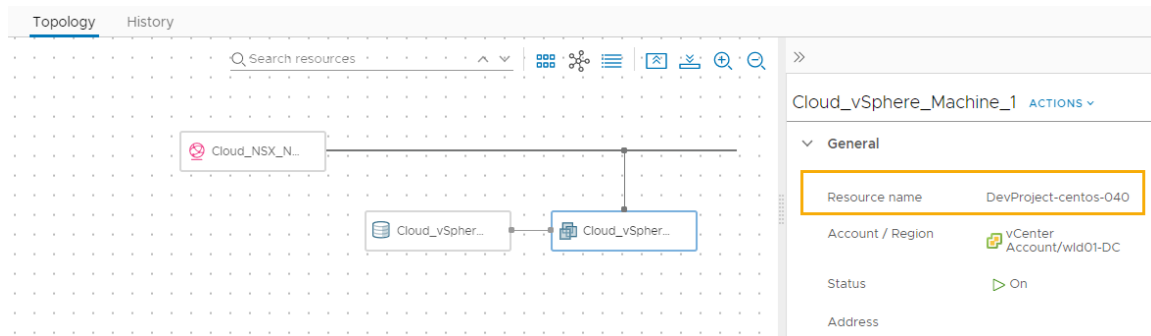 Topology History
Search resources
Cloud_vSphere_Machine_1 ACTIONS
General
Cloud_NSX_N...
Resource name DevProject-centos-040
Cloud_vSpher... Cloud_vSpher...
Account / Region vCenter
Account/wld01-DC
Status On
Address